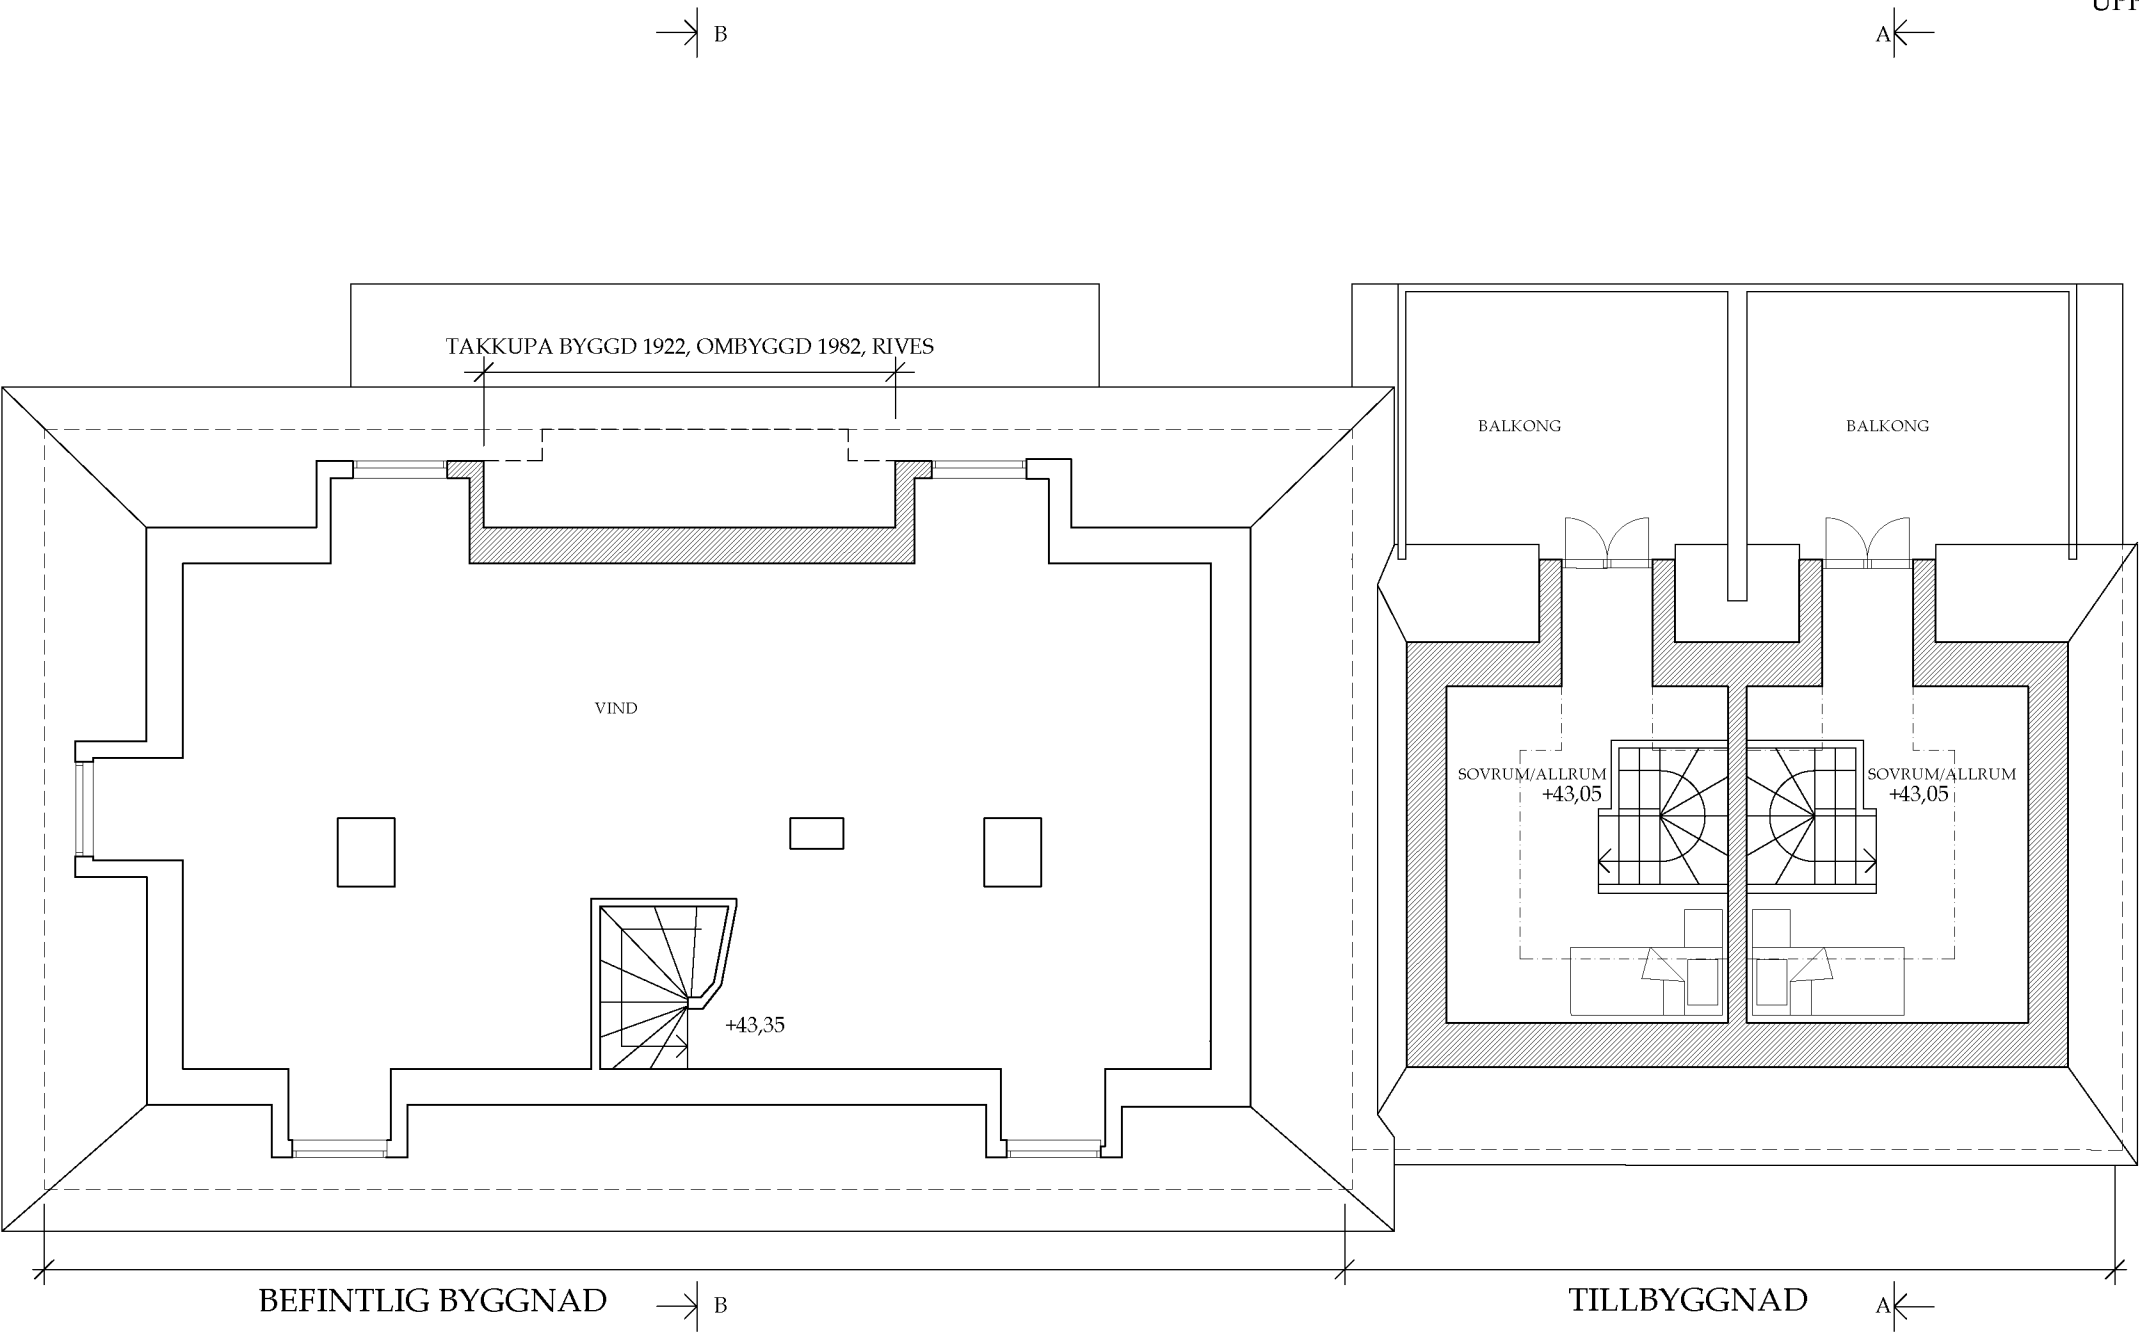 B
A
TAKKUPA BYGGD 1922, OMBYGGD 1982, RIVES
BALKONG
BALKONG
VIND
SOVRUM/ALLRUM
+43,05
SOVRUM/ALLRUM
+43,05
+43,35
BEFINTLIG BYGGNAD
B
TILLBYGGNAD
A